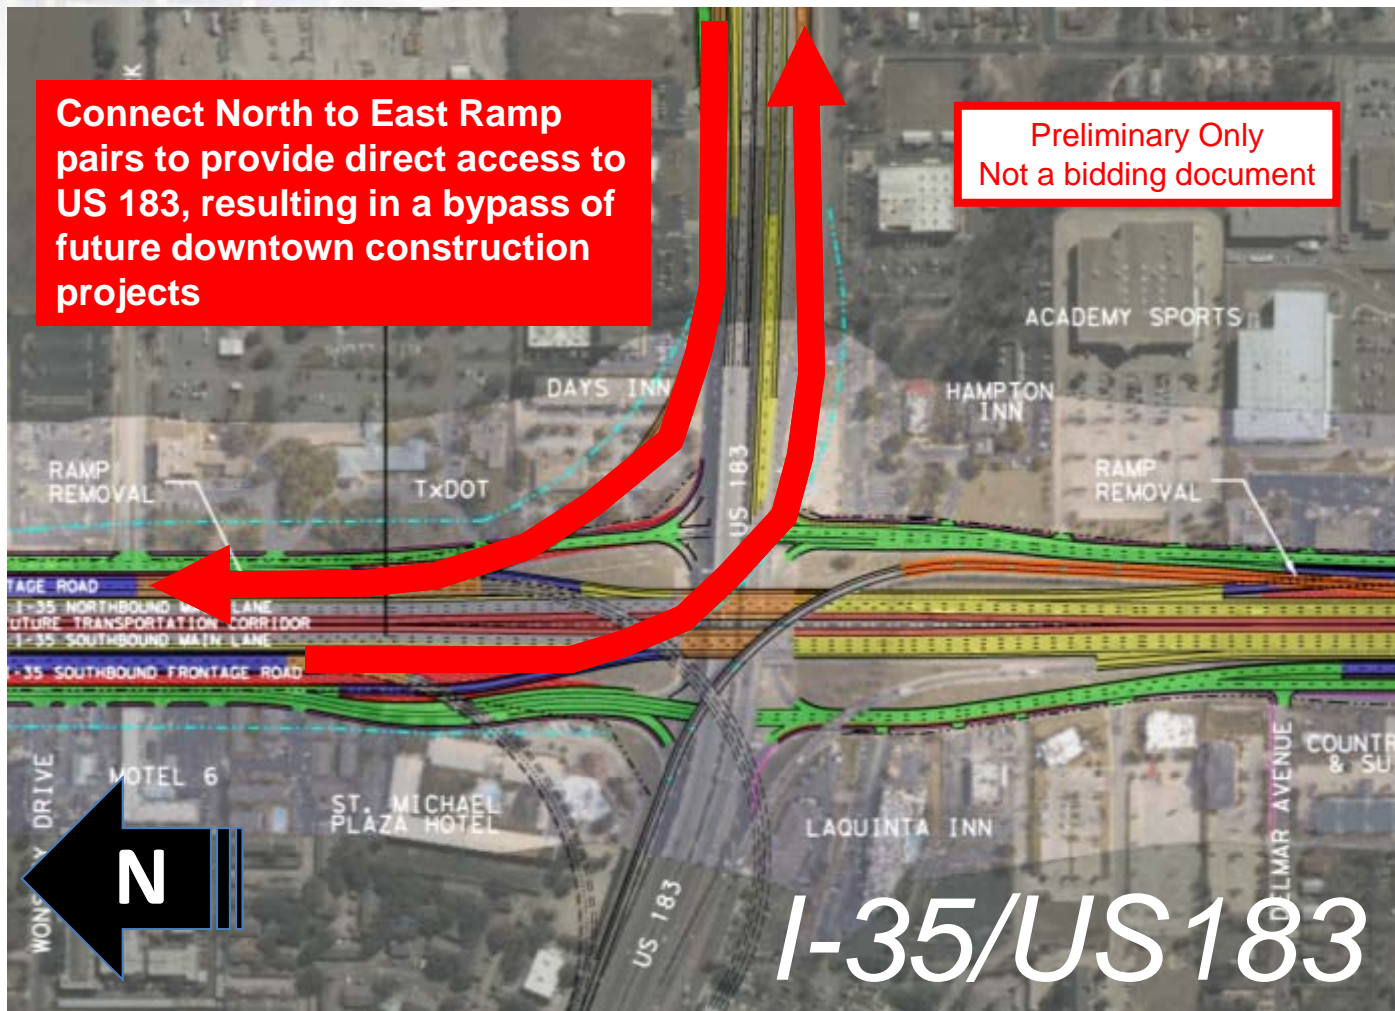 Connect North to East Ramp
pairs to provide direct access to
US 183, resulting in a bypass of
future downtown construction
projects
Preliminary Only
Not a bidding document
K
ACADEMY SPORTS
DAYS INN
HAMPTON
INN
RAMP
REMOVAL
TxDOT
US 183
RAMP
REMOVAL
TAGE ROAD
I-35 NORTHBOUND MAIN LANE
UTURE TRANSPORTATION CORRIDOR
I-35 SOUTHBOUND MAIN LANE
I-35 SOUTHBOUND FRONTAGE ROAD
MOTEL 6
ST. MICHAEL
PLAZA HOTEL
LAQUINTA INN
DELMAR AVENUE
COUNTR
& SU
DRIVE
N
US 183
I-35/US183